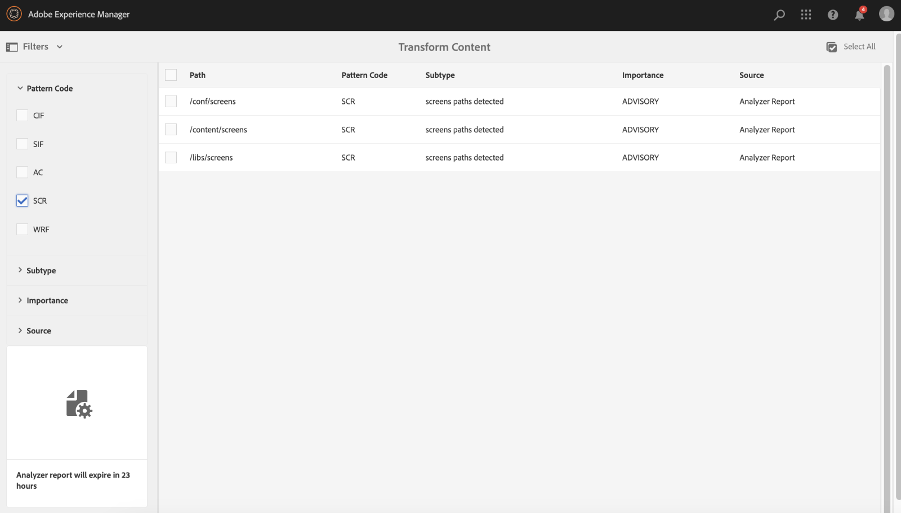 Adobe Experience Manager
4
Filters
Transform Content
Select All
Pattern Code
CIF
SIF
AC
SCR
WRF
Subtype
Importance
Source
Analyzer report will expire in 23
hours
Path Pattern Code Subtype Importance Source
/conf/screens SCR screens paths detected ADVISORY Analyzer Report
/content/screens SCR screens paths detected ADVISORY Analyzer Report
/libs/screens SCR screens paths detected ADVISORY Analyzer Report